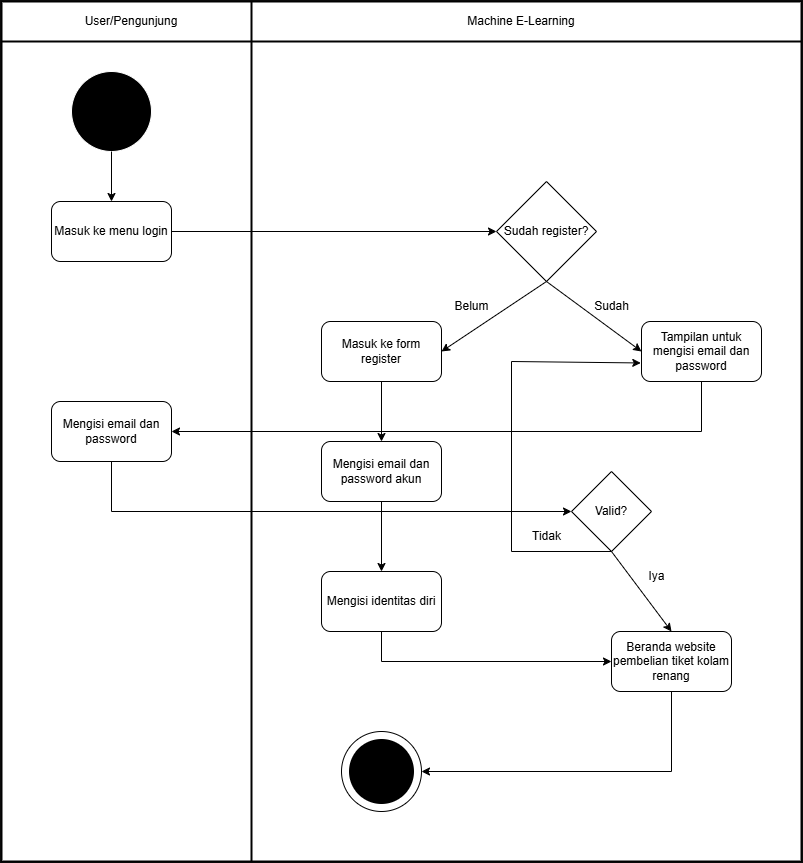 User/Pengunjung
Machine E-Learning
Masuk ke menu login
Sudah register?
Belum
Sudah
Masuk ke form
register
Tampilan untuk
mengisi email dan
password
Mengisi email dan
password
Mengisi email dan
password akun
Valid?
Tidak
Iya
Mengisi identitas diri
Beranda website
pembelian tiket kolam
renang